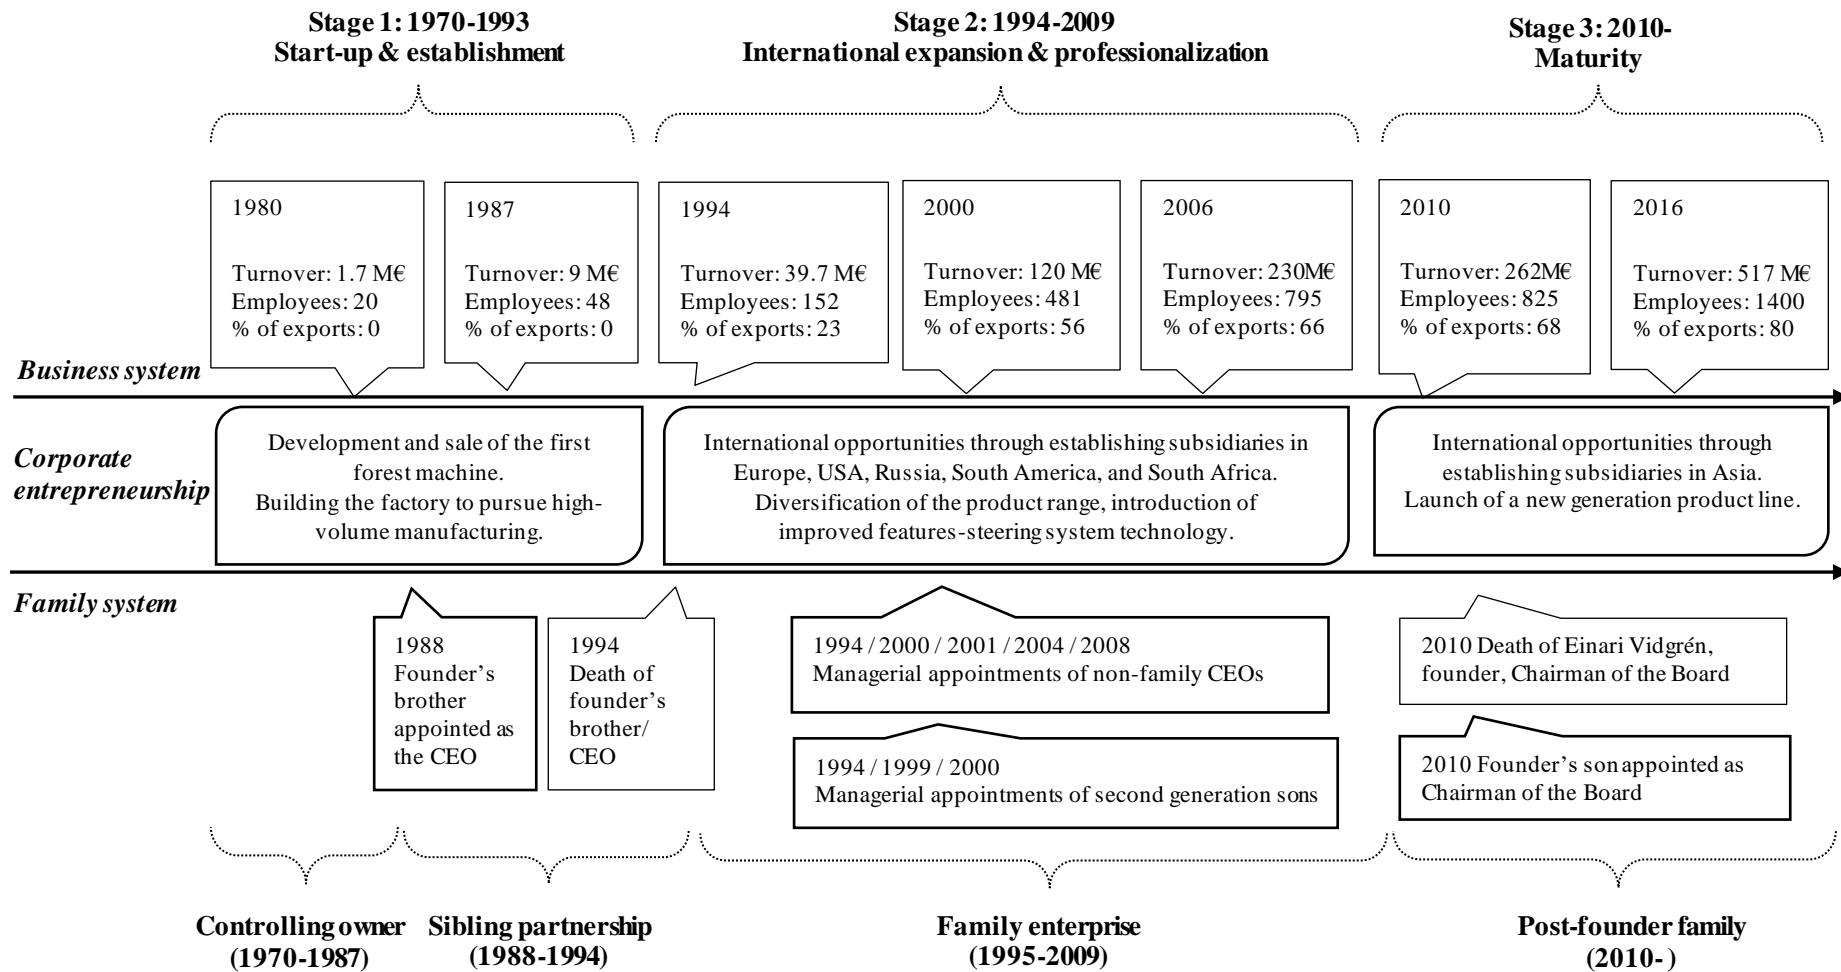 Stage 1: 1970-1993
Start-up & establishment
Stage 2: 1994-2009
International expansion & professionalization
Stage 3: 2010-
Maturity
1980
Turnover: 1.7 M€
Employees: 20
% of exports: 0
1987
Turnover: 9 M€
Employees: 48
% of exports: 0
1994
Turnover: 39.7 M€
Employees: 152
% of exports: 23
2000
Turnover: 120 M€
Employees: 481
% of exports: 56
2006
Turnover: 230M€
Employees: 795
% of exports: 66
2010
Turnover: 262M€
Employees: 825
% of exports: 68
2016
Turnover: 517 M€
Employees: 1400
% of exports: 80
Business system
Corporate
entrepreneurship
Development and sale of the first
forest machine.
Building the factory to pursue high-
volume manufacturing.
International opportunities through establishing subsidiaries in
Europe, USA, Russia, South America, and South Africa.
Diversification of the product range, introduction of
improved features-steering system technology.
International opportunities through
establishing subsidiaries in Asia.
Launch of a new generation product line.
Family system
1988
Founder's
brother
appointed as
the CEO
1994
Death of
founder's
brother/
CEO
1994 / 2000 / 2001 / 2004 / 2008
Managerial appointments of non-family CEOs
1994 / 1999 / 2000
Managerial appointments of second generation sons
2010 Death of Einari Vidgrén,
founder, Chairman of the Board
2010 Founder's son appointed as
Chairman of the Board
Controlling owner
(1970-1987)
Sibling partnership
(1988-1994)
Family enterprise
(1995-2009)
Post-founder family
(2010- )